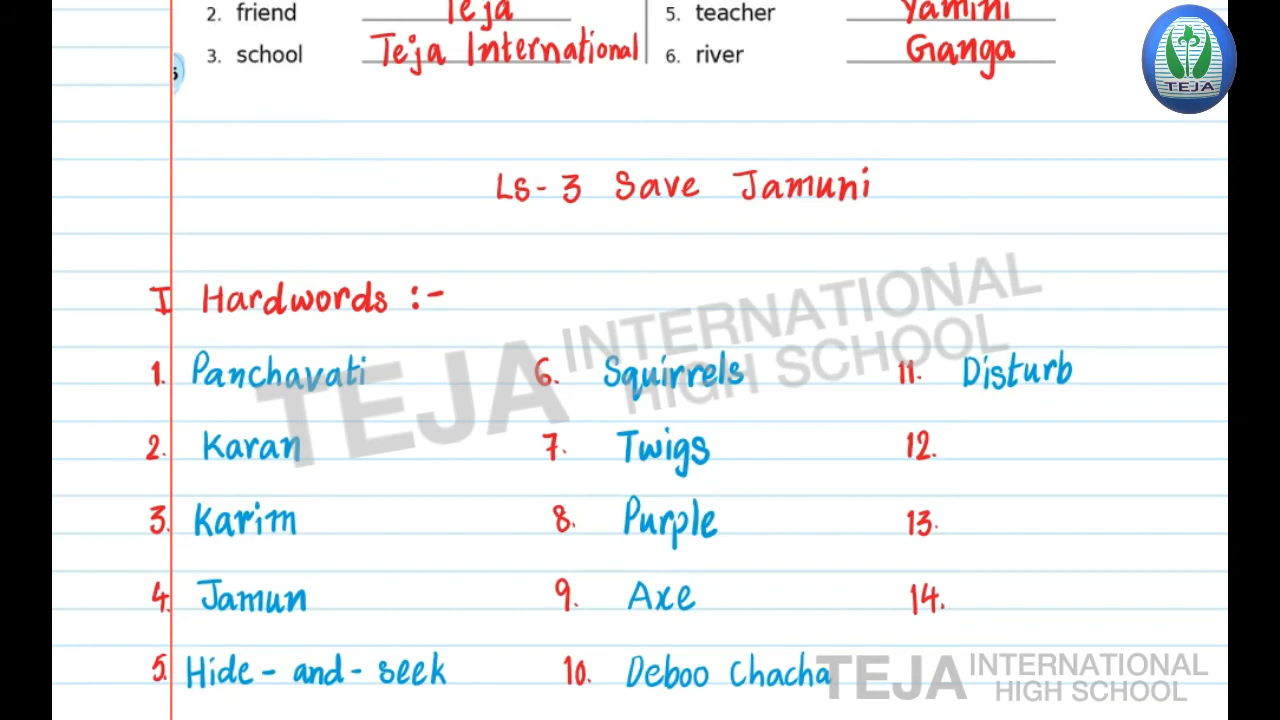 2. friend Teja 5. teacher Yamini
3. school Teja International 6. river Ganga
TEJA
Ls - 3 Save Jamuni
I Hardwords :-
1. Panchavati 6. Squirrels 11. Disturb
2. Karan 7. Twigs 12.
3. Karim 8. Purple 13.
4. Jamun 9. Axe 14.
5. Hide - and - seek 10. Deboo Chacha
TEJA INTERNATIONAL HIGH SCHOOL
TEJA INTERNATIONAL HIGH SCHOOL